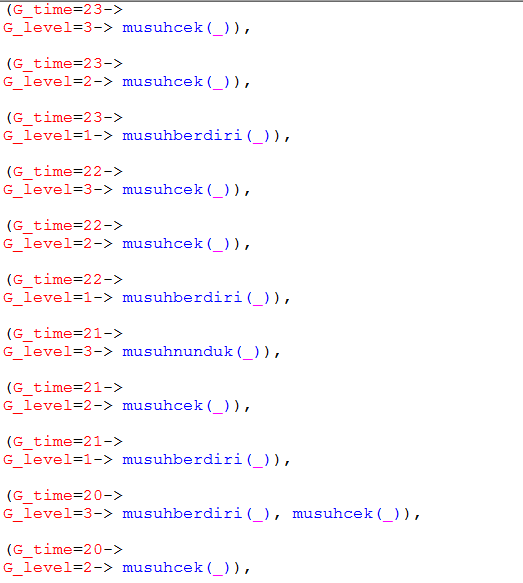 (G_time=23->
G_level=3-> musuhcek(_)),
(G_time=23->
G_level=2-> musuhcek(_)),
(G_time=23->
G_level=1-> musuhberdiri(_)),
(G_time=22->
G_level=3-> musuhcek(_)),
(G_time=22->
G_level=2-> musuhcek(_)),
(G_time=22->
G_level=1-> musuhberdiri(_)),
(G_time=21->
G_level=3-> musuhnunduk(_)),
(G_time=21->
G_level=2-> musuhcek(_)),
(G_time=21->
G_level=1-> musuhberdiri(_)),
(G_time=20->
G_level=3-> musuhberdiri(_), musuhcek(_)),
(G_time=20->
G_level=2-> musuhcek(_)),